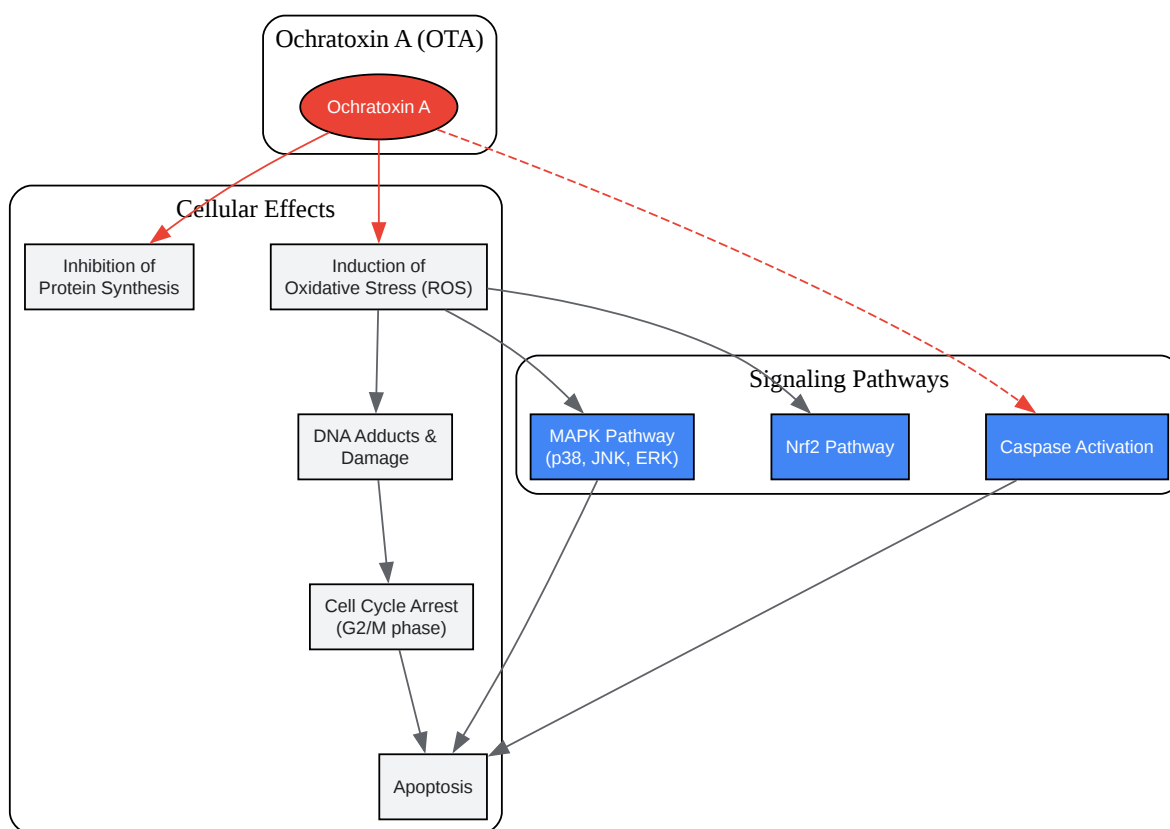 Ochratoxin A (OTA)
Ochratoxin A
Cellular Effects
Inhibition of
Protein Synthesis
Induction of
Oxidative Stress (ROS)
Signaling Pathways
DNA Adducts &
Damage
MAPK Pathway
(p38, JNK, ERK)
Nrf2 Pathway
Caspase Activation
Cell Cycle Arrest
(G2/M phase)
Apoptosis